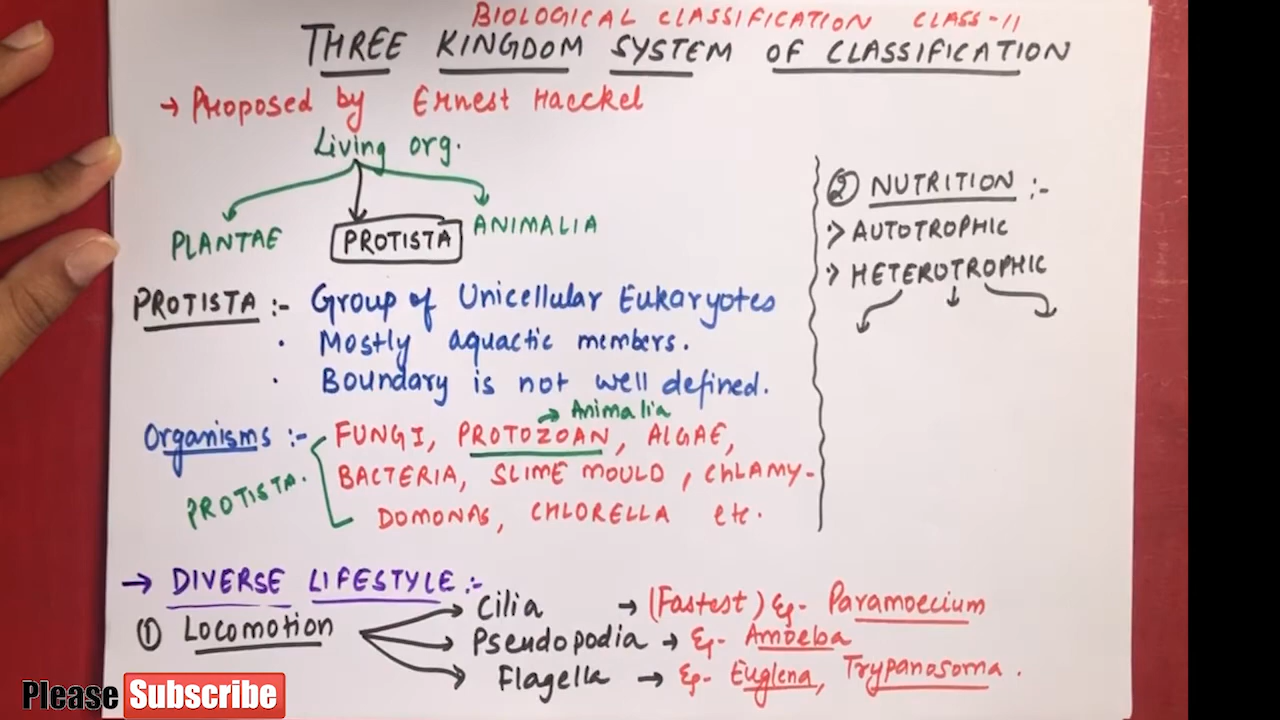 BIOLOGICAL CLASSIFICATION CLASS-11
THREE KINGDOM SYSTEM OF CLASSIFICATION
→ Proposed by Ernest Haeckel
Living org.
PLANTAE PROTISTA ANIMALIA
PROTISTA :- Group of Unicellular Eukaryotes
· Mostly aquactic members.
· Boundary is not well defined.
→ Animalia
Organisms :- FUNGI, PROTOZOAN, ALGAE,
PROTISTA. BACTERIA, SLIME MOULD, CHLAMY-
DOMONAS, CHLORELLA etc.
→ DIVERSE LIFESTYLE :-
① Locomotion
Cilia → (Fastest) Eg- Paramoecium
Pseudopodia → Eg- Amoeba
Flagella → Eg- Euglena, Trypanosoma.
② NUTRITION :-
> AUTOTROPHIC
> HETEROTROPHIC
Please Subscribe